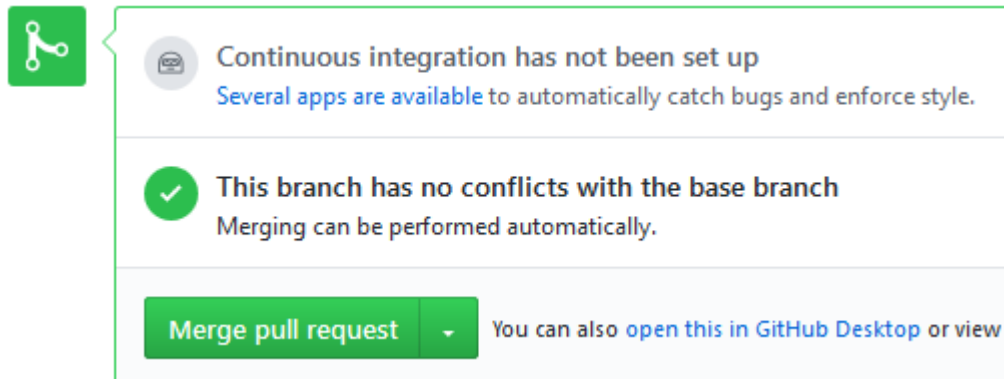 Continuous integration has not been set up
Several apps are available to automatically catch bugs and enforce style.
This branch has no conflicts with the base branch
Merging can be performed automatically.
Merge pull request
You can also open this in GitHub Desktop or view